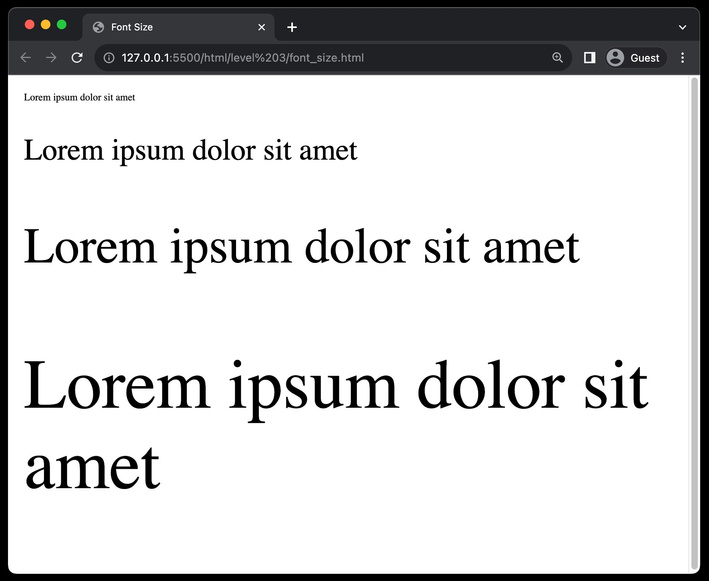 Font Size
127.0.0.1:5500/html/level%203/font_size.html
Guest
Lorem ipsum dolor sit amet
Lorem ipsum dolor sit amet
Lorem ipsum dolor sit amet
Lorem ipsum dolor sit
amet